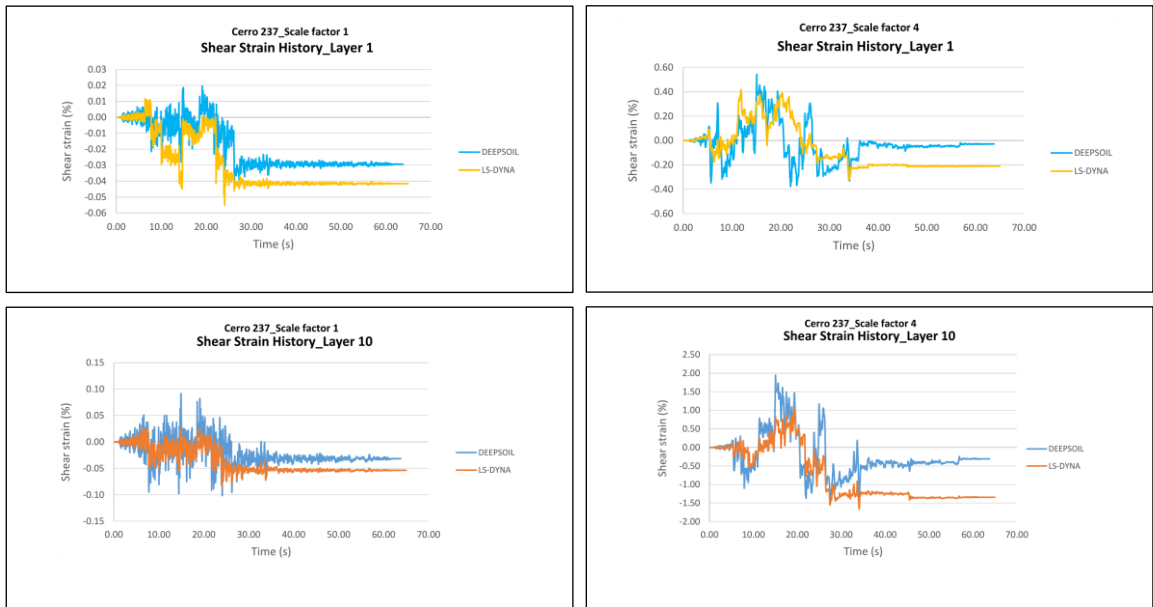 Cerro 237_Scale factor 1
Shear Strain History_Layer 1
Shear strain (%)
0.03
0.02
0.01
0.00
-0.01
-0.02
-0.03
-0.04
-0.05
-0.06
0.00 10.00 20.00 30.00 40.00 50.00 60.00 70.00
Time (s)
DEEPSOIL
LS-DYNA
Cerro 237_Scale factor 4
Shear Strain History_Layer 1
Shear strain (%)
0.60
0.40
0.20
0.00
-0.20
-0.40
-0.60
0.00 10.00 20.00 30.00 40.00 50.00 60.00 70.00
Time (s)
DEEPSOIL
LS-DYNA
Cerro 237_Scale factor 1
Shear Strain History_Layer 10
Shear strain (%)
0.15
0.10
0.05
0.00
-0.05
-0.10
-0.15
0.00 10.00 20.00 30.00 40.00 50.00 60.00 70.00
Time (s)
DEEPSOIL
LS-DYNA
Cerro 237_Scale factor 4
Shear Strain History_Layer 10
Shear strain (%)
2.50
2.00
1.50
1.00
0.50
0.00
-0.50
-1.00
-1.50
-2.00
0.00 10.00 20.00 30.00 40.00 50.00 60.00 70.00
Time (s)
DEEPSOIL
LS-DYNA